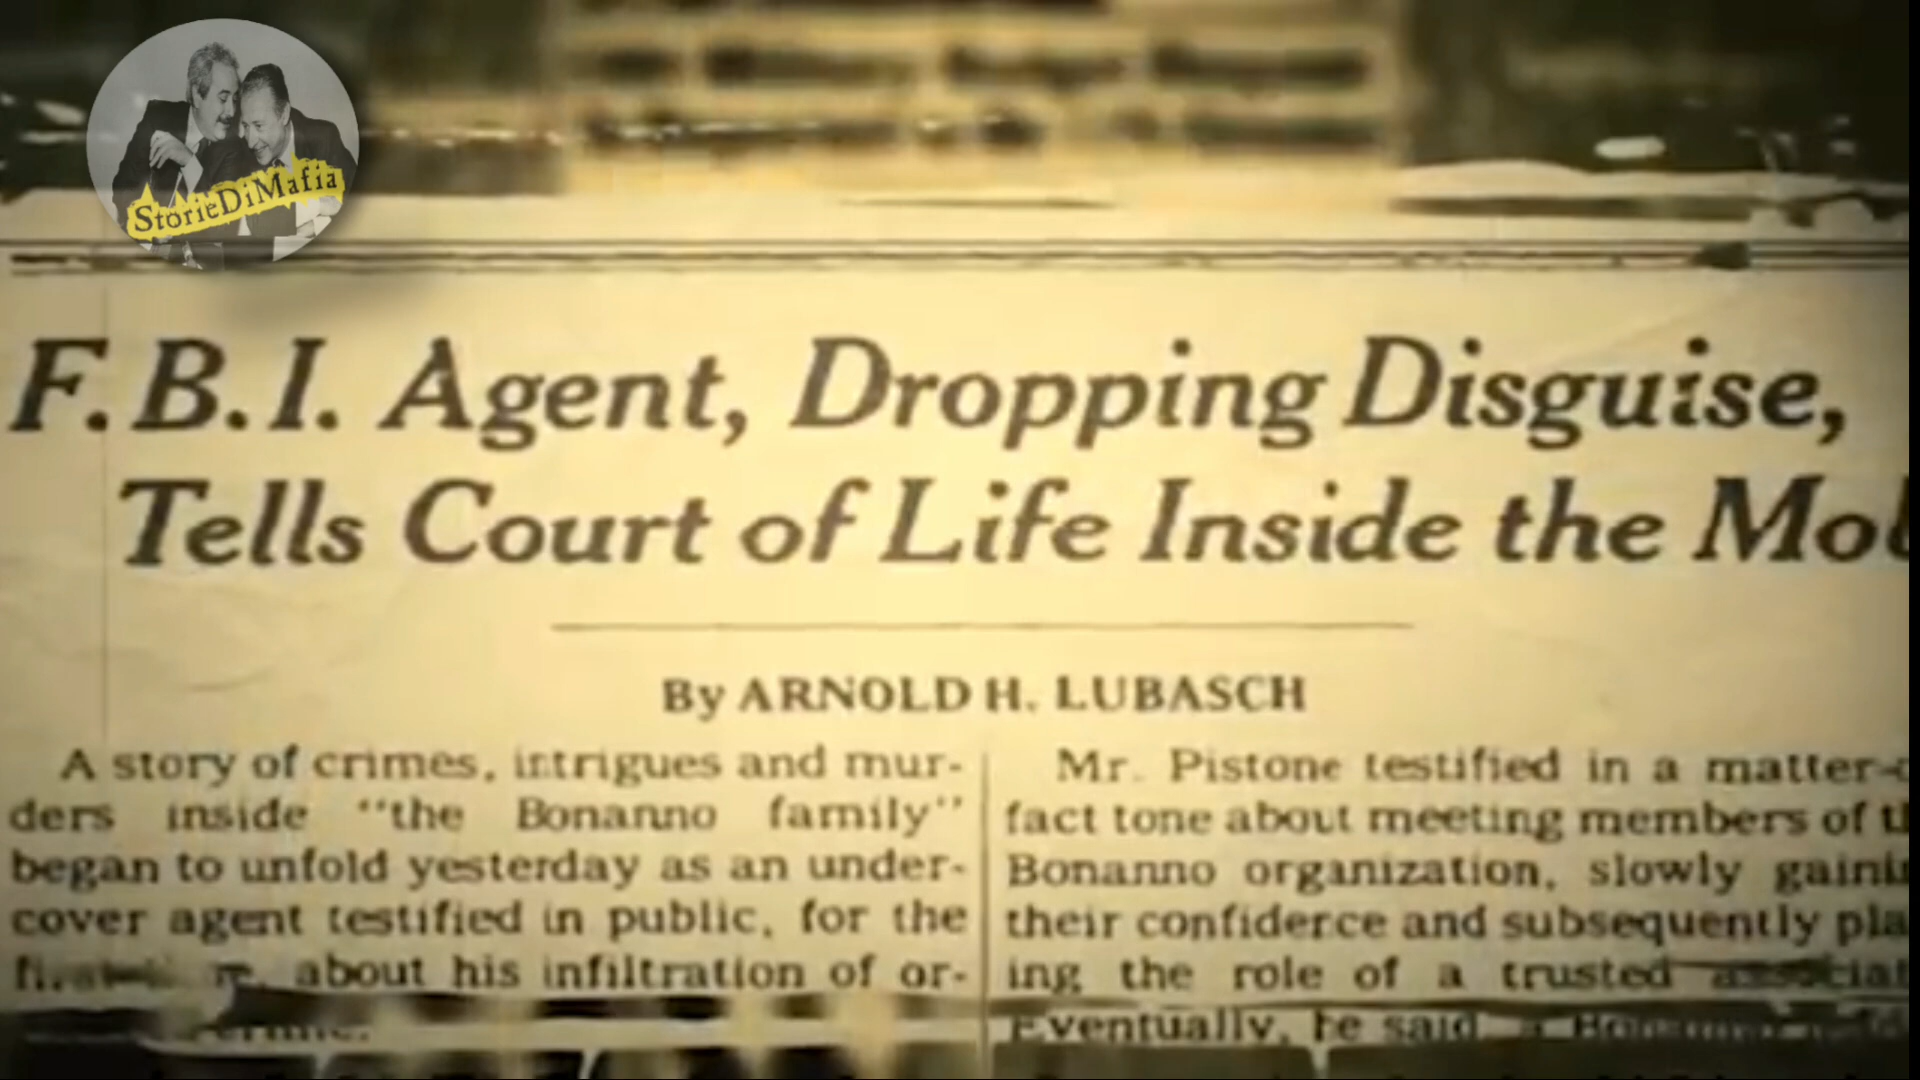 StorieDiMafia
F.B.I. Agent, Dropping Disguise,
Tells Court of Life Inside the Mob
By ARNOLD H. LUBASCH
A story of crimes, intrigues and mur-
ders inside "the Bonanno family"
began to unfold yesterday as an under-
cover agent testified in public, for the
about his infiltration of or-
Mr. Pistone testified in a matter-
fact tone about meeting members of
Bonanno organization, slowly
their confidence and subsequently
ing the role of a trusted
Eventually, he said, a